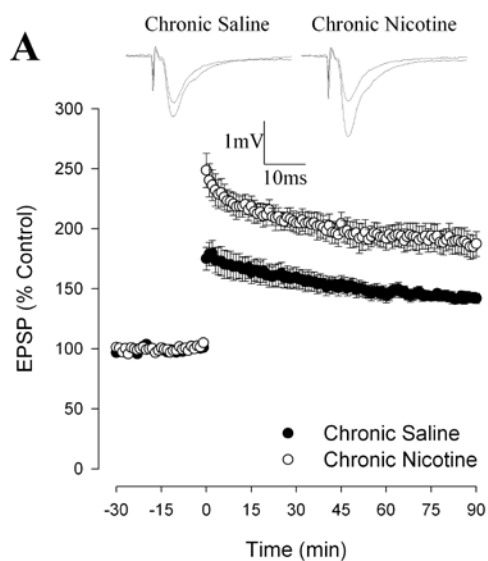 A
Chronic Saline
Chronic Nicotine
1mV
10ms
300
250
200
150
100
50
0
EPSP (% Control)
Chronic Saline
Chronic Nicotine
-30 -15 0 15 30 45 60 75 90
Time (min)